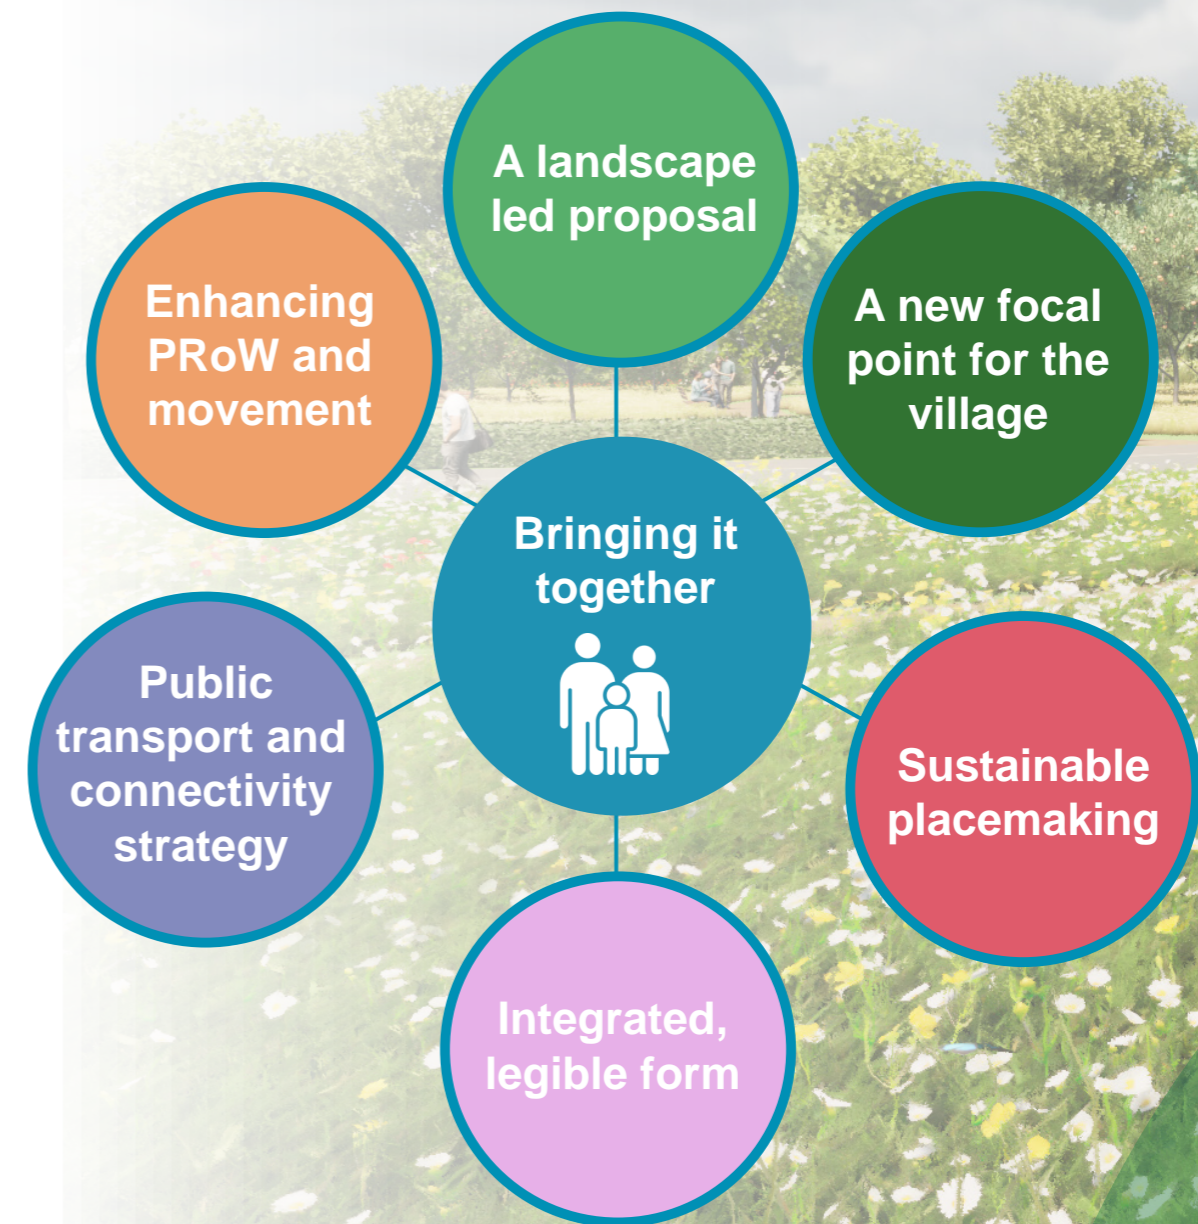 A landscape
led proposal
A new focal
point for the
village
Sustainable
placemaking
Integrated,
legible form
Public
transport and
connectivity
strategy
Enhancing
PRoW and
movement
Bringing it
together